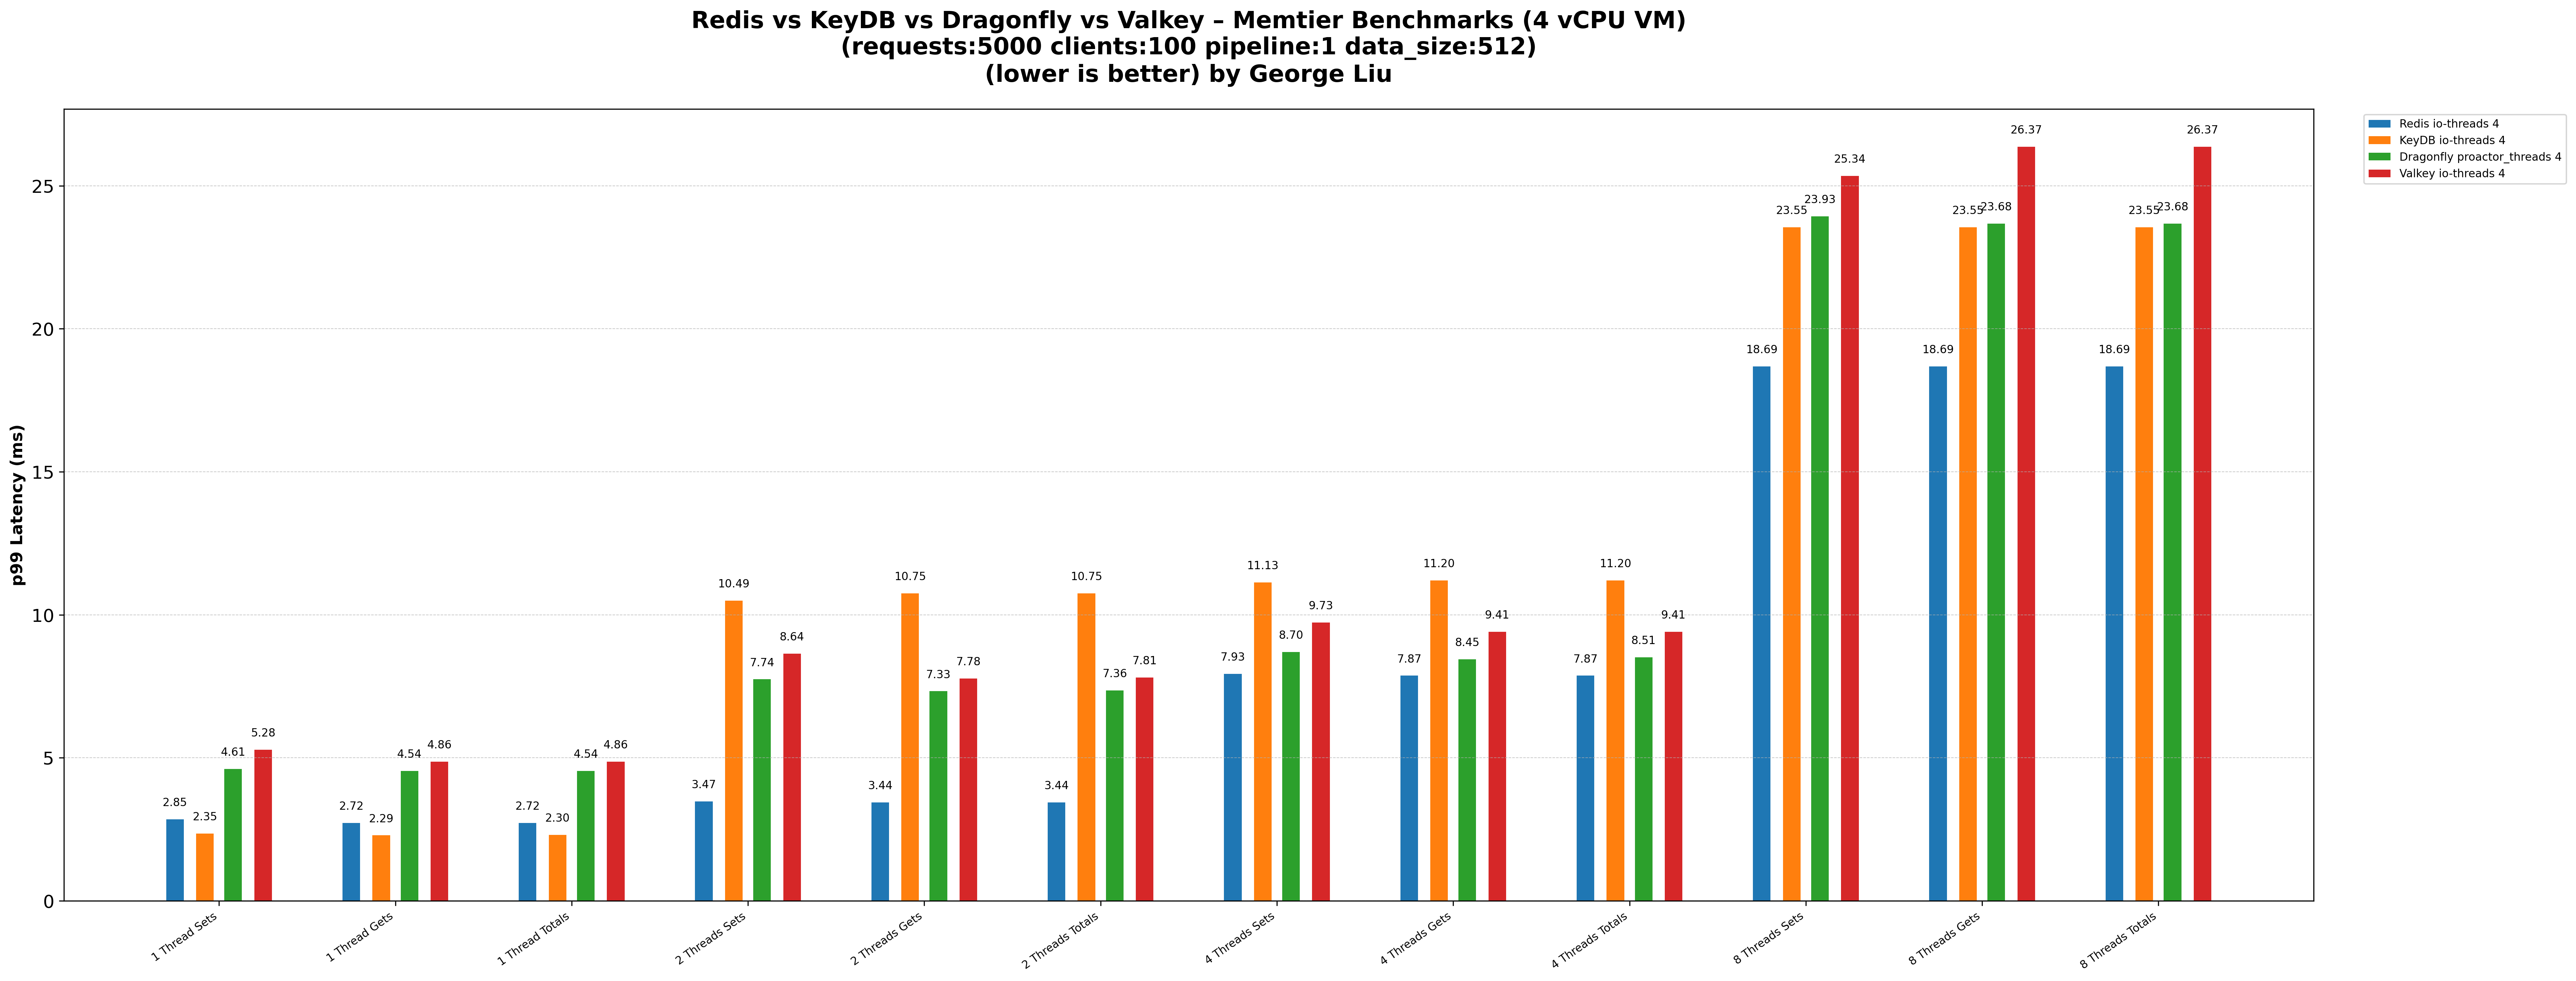 Redis vs KeyDB vs Dragonfly vs Valkey – Memtier Benchmarks (4 vCPU VM)
(requests:5000 clients:100 pipeline:1 data_size:512)
(lower is better) by George Liu
Redis io-threads 4
KeyDB io-threads 4
Dragonfly proactor_threads 4
Valkey io-threads 4
p99 Latency (ms)
25
20
15
10
5
0
2.85
2.35
4.61
5.28
2.72
2.29
4.54
4.86
2.72
2.30
4.54
4.86
3.47
10.49
7.74
8.64
3.44
10.75
7.33
7.78
3.44
10.75
7.36
7.81
7.93
11.13
8.70
9.73
7.87
11.20
8.45
9.41
7.87
11.20
8.51
9.41
18.69
23.55
23.93
25.34
18.69
23.55
23.68
26.37
18.69
23.55
23.68
26.37
1 Thread Sets
1 Thread Gets
1 Thread Totals
2 Threads Sets
2 Threads Gets
2 Threads Totals
4 Threads Sets
4 Threads Gets
4 Threads Totals
8 Threads Sets
8 Threads Gets
8 Threads Totals